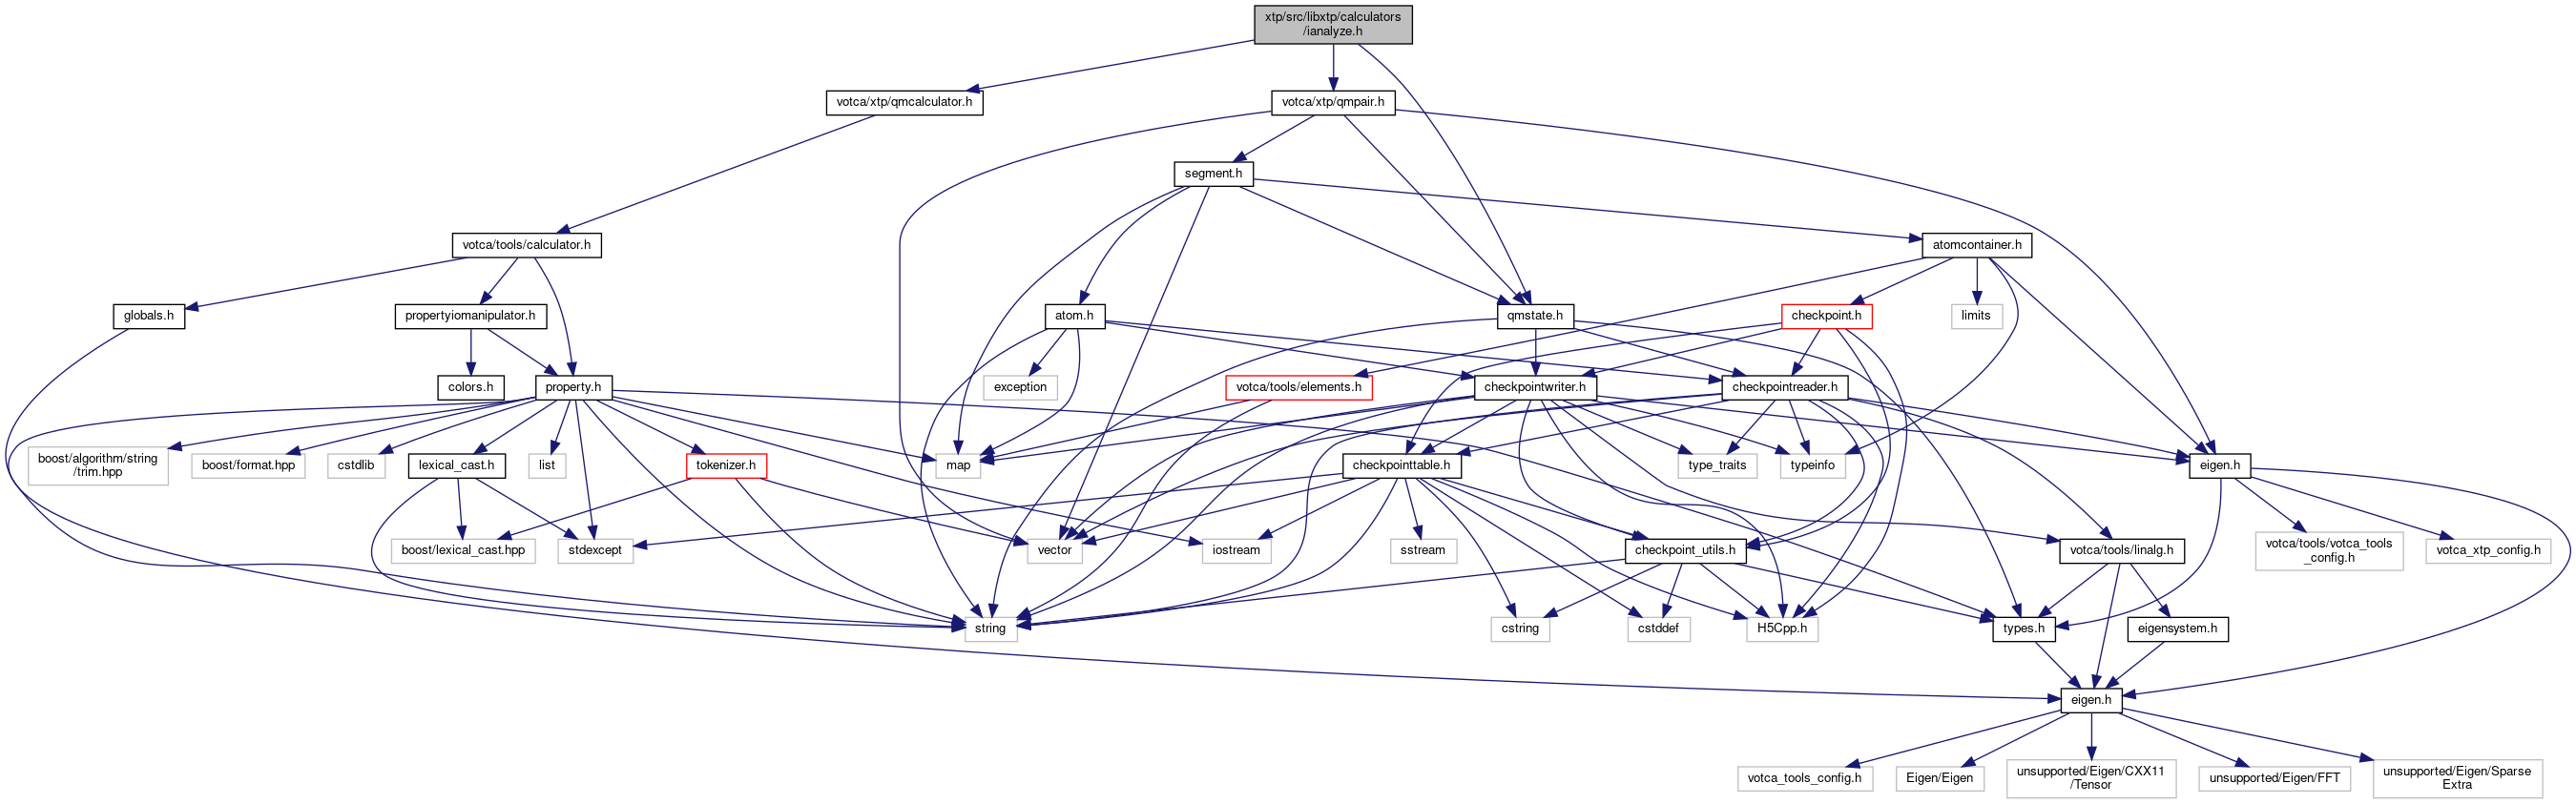 xtp/src/libxtp/calculators
/ianalyze.h
votca/xtp/qmcalculator.h
votca/xtp/qmpair.h
segment.h
votca/tools/calculator.h
atomcontainer.h
globals.h
propertyiomanipulator.h
atom.h
qmstate.h
checkpoint.h
limits
colors.h
property.h
exception
votca/tools/elements.h
checkpointwriter.h
checkpointreader.h
boost/algorithm/string
/trim.hpp
boost/format.hpp
cstdlib
lexical_cast.h
list
tokenizer.h
map
checkpointtable.h
type_traits
typeinfo
eigen.h
boost/lexical_cast.hpp
stdexcept
vector
iostream
sstream
checkpoint_utils.h
votca/tools/linalg.h
votca/tools/votca_tools
_config.h
votca_xtp_config.h
string
cstring
cstddef
H5Cpp.h
types.h
eigensystem.h
eigen.h
votca_tools_config.h
Eigen/Eigen
unsupported/Eigen/CXX11
/Tensor
unsupported/Eigen/FFT
unsupported/Eigen/Sparse
Extra